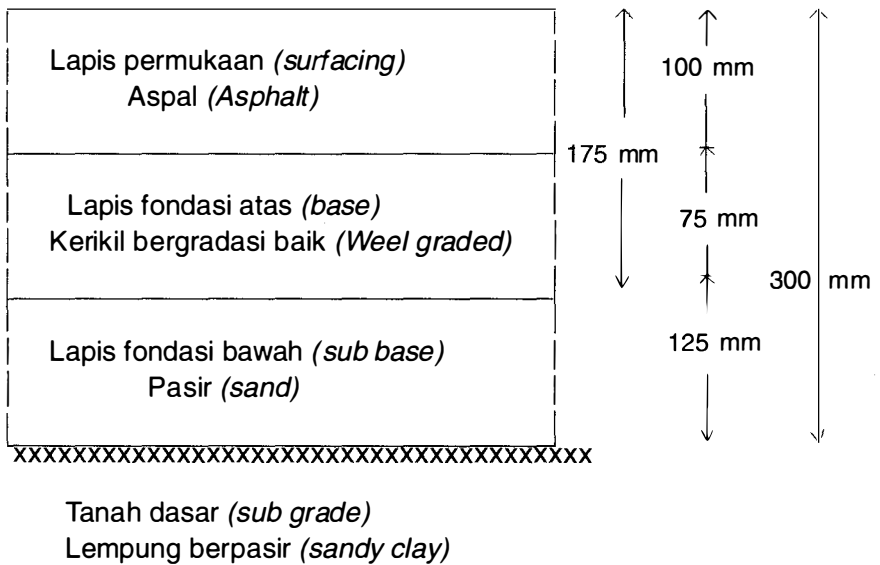 Lapis permukaan (surfacing)
Aspal (Asphalt)
100 mm
175 mm
Lapis fondasi atas (base)
Kerikil bergradasi baik (Weel graded)
75 mm
300 mm
Lapis fondasi bawah (sub base)
Pasir (sand)
125 mm
XXXXXXXXXXXXXXXXXXXXXXXXXXXXXXXXXXXXX
Tanah dasar (sub grade)
Lempung berpasir (sandy clay)